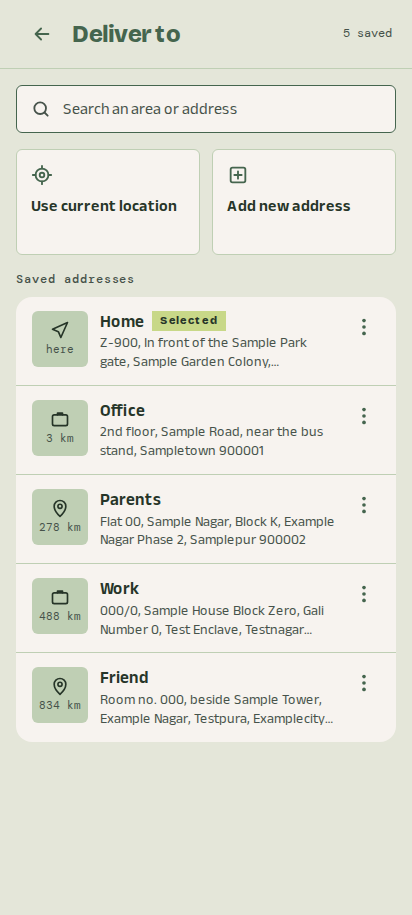 Deliver to
5 saved
Search an area or address
Use current location
Add new address
Saved addresses
here
Home
Selected
Z-900, In front of the Sample Park
gate, Sample Garden Colony,...
3 km
Office
2nd floor, Sample Road, near the bus
stand, Sampletown 900001
278 km
Parents
Flat 00, Sample Nagar, Block K, Example
Nagar Phase 2, Samplepur 900002
488 km
Work
000/0, Sample House Block Zero, Gali
Number 0, Test Enclave, Testnagar...
834 km
Friend
Room no. 000, beside Sample Tower,
Example Nagar, Testpura, Examplecity...